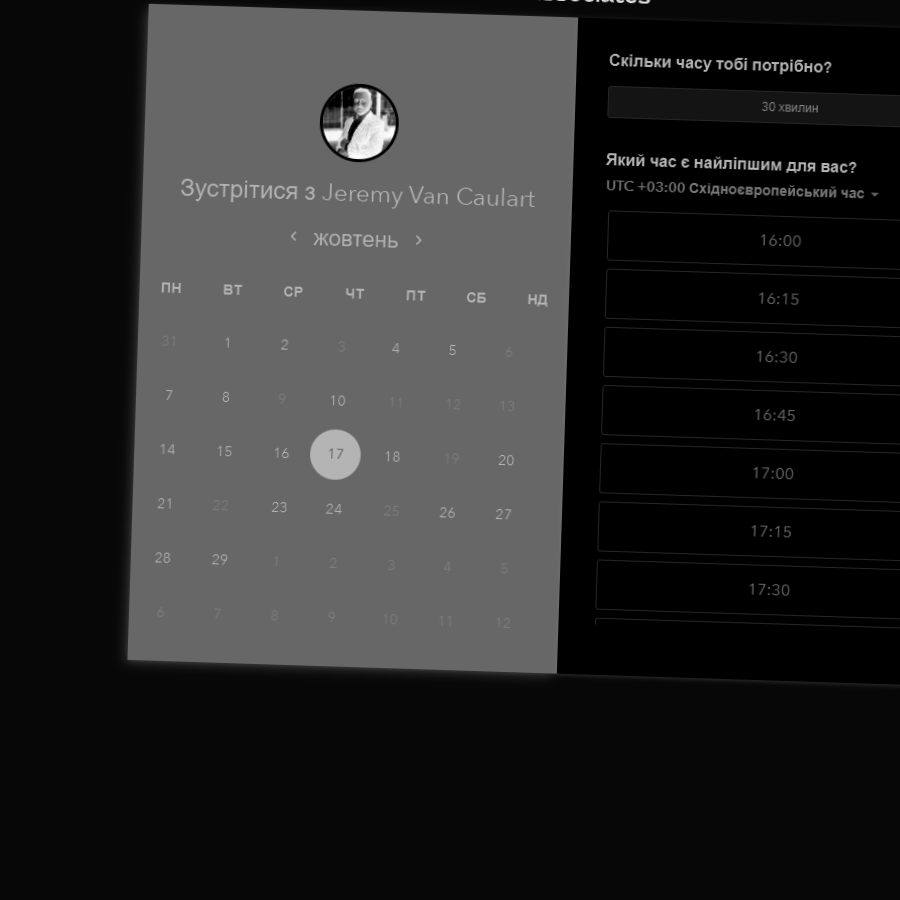 Зустрітися з Jeremy Van Caulart
жовтень
ПН ВТ СР ЧТ ПТ СБ НД
31 1 2 3 4 5 6
7 8 9 10 11 12 13
14 15 16 17 18 19 20
21 22 23 24 25 26 27
28 29 1 2 3 4 5
6 7 8 9 10 11 12
Скільки часу тобі потрібно?
30 хвилин
Який час є найліпшим для вас?
UTC +03:00 Східноєвропейський час
16:00
16:15
16:30
16:45
17:00
17:15
17:30